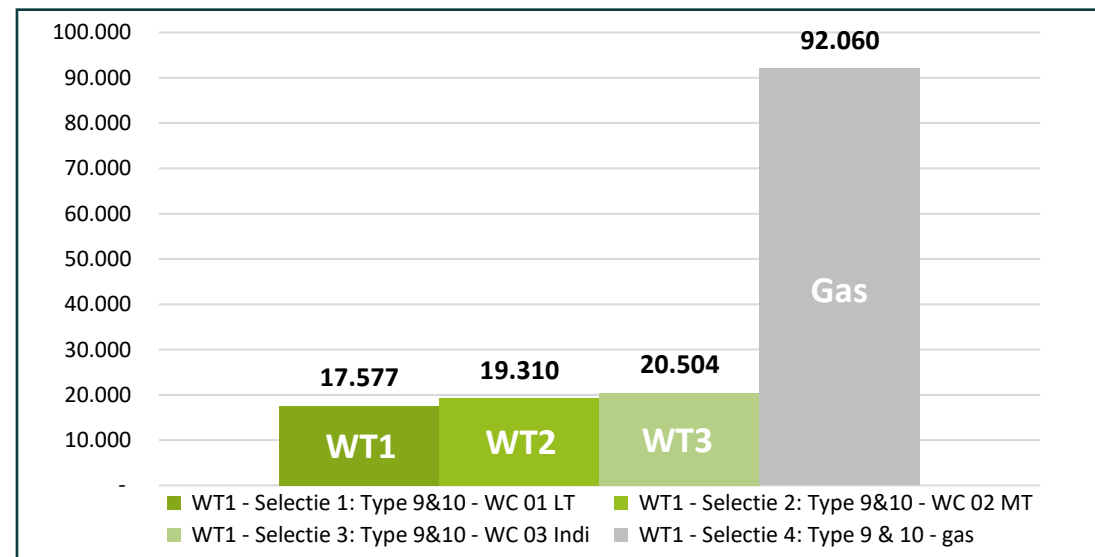 100.000
92.060
90.000
80.000
70.000
60.000
50.000
40.000
Gas
30.000
17.577 19.310 20.504
20.000
10.000
WT1 WT2 WT3
-
WT1 - Selectie 1: Type 9&10 - WC 01 LT WT1 - Selectie 2: Type 9&10 - WC 02 MT
WT1 - Selectie 3: Type 9&10 - WC 03 Indi WT1 - Selectie 4: Type 9 & 10 - gas